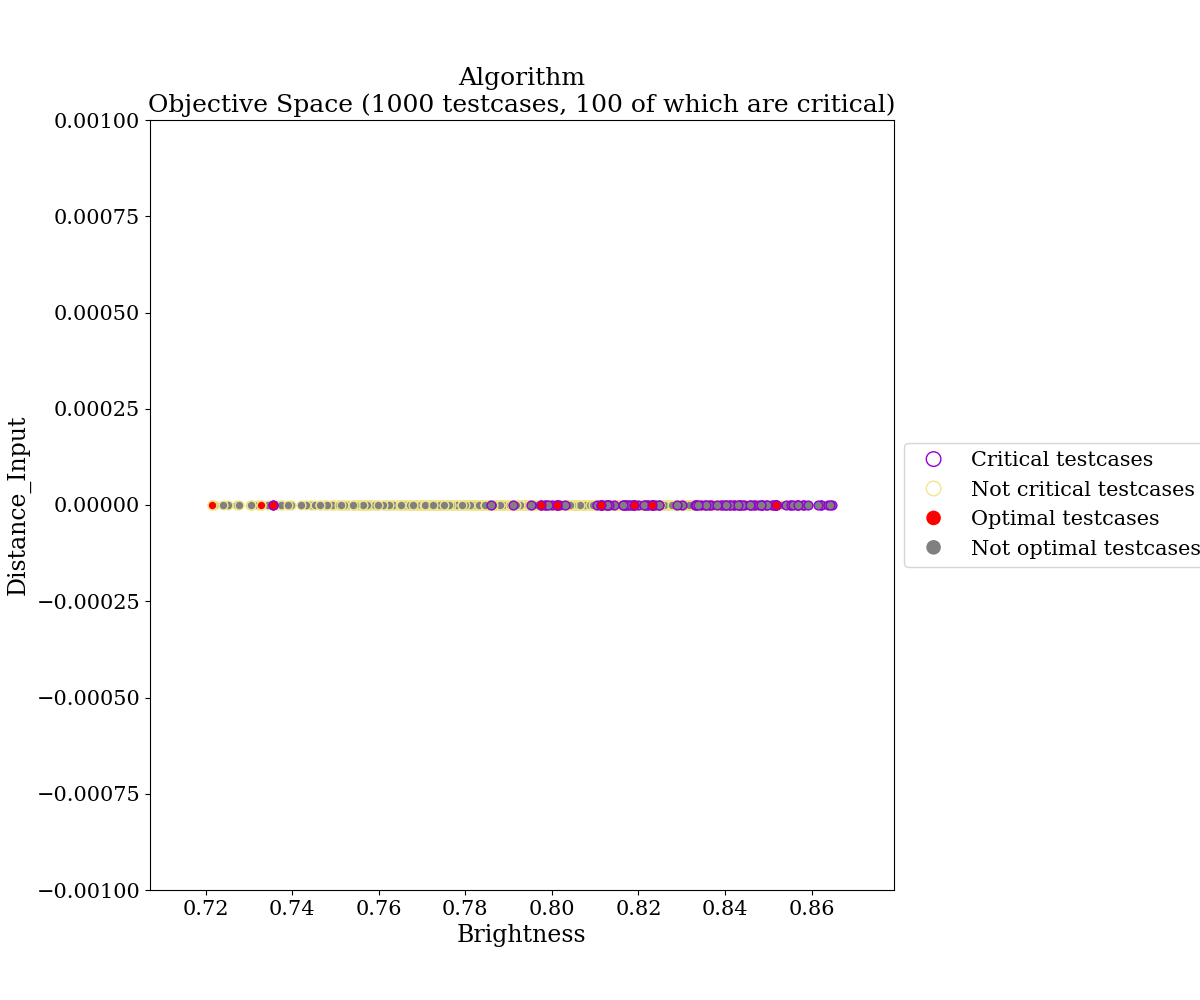 Algorithm
Objective Space (1000 testcases, 100 of which are critical)
0.00100
0.00075
0.00050
0.00025
0.00000
−0.00025
−0.00050
−0.00075
−0.00100
Distance_Input
0.72 0.74 0.76 0.78 0.80 0.82 0.84 0.86
Brightness
Critical testcases
Not critical testcases
Optimal testcases
Not optimal testcases